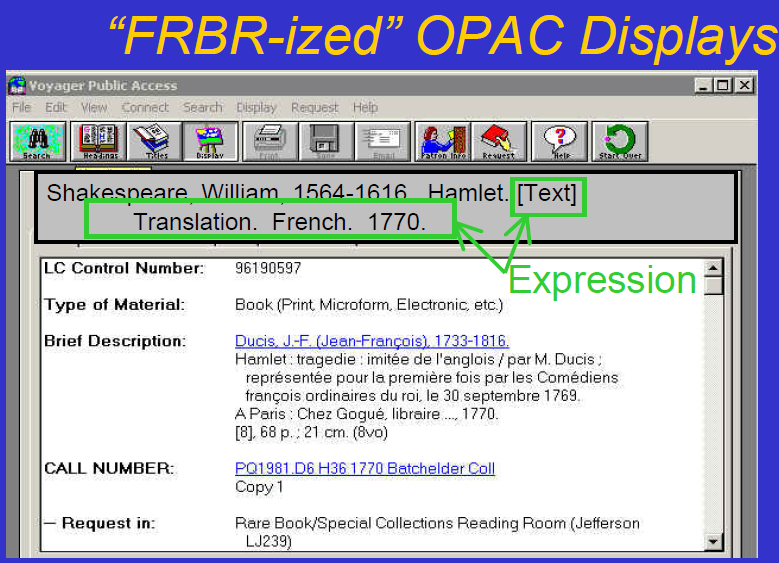 “FRBR-ized” OPAC Displays
Voyager Public Access
File Edit View Connect Search Display Request Help
Search Headings Titles Display Print Save Email Patron Info Request Help Start Over
Shakespeare, William, 1564-1616. Hamlet. [Text]
Translation. French. 1770.
Expression
LC Control Number: 96190597
Type of Material: Book (Print, Microform, Electronic, etc.)
Brief Description: Ducis, J.-F. (Jean-François), 1733-1816.
Hamlet : tragedie : imitée de l'anglois / par M. Ducis ;
représentée pour la première fois par les Comédiens
françois ordinaires du roi, le 30 septembre 1769.
A Paris : Chez Gogué, libraire ..., 1770.
[8], 68 p. ; 21 cm. (8vo)
CALL NUMBER: PQ1981.D6 H36 1770 Batchelder Coll
Copy 1
– Request in: Rare Book/Special Collections Reading Room (Jefferson
LJ239)